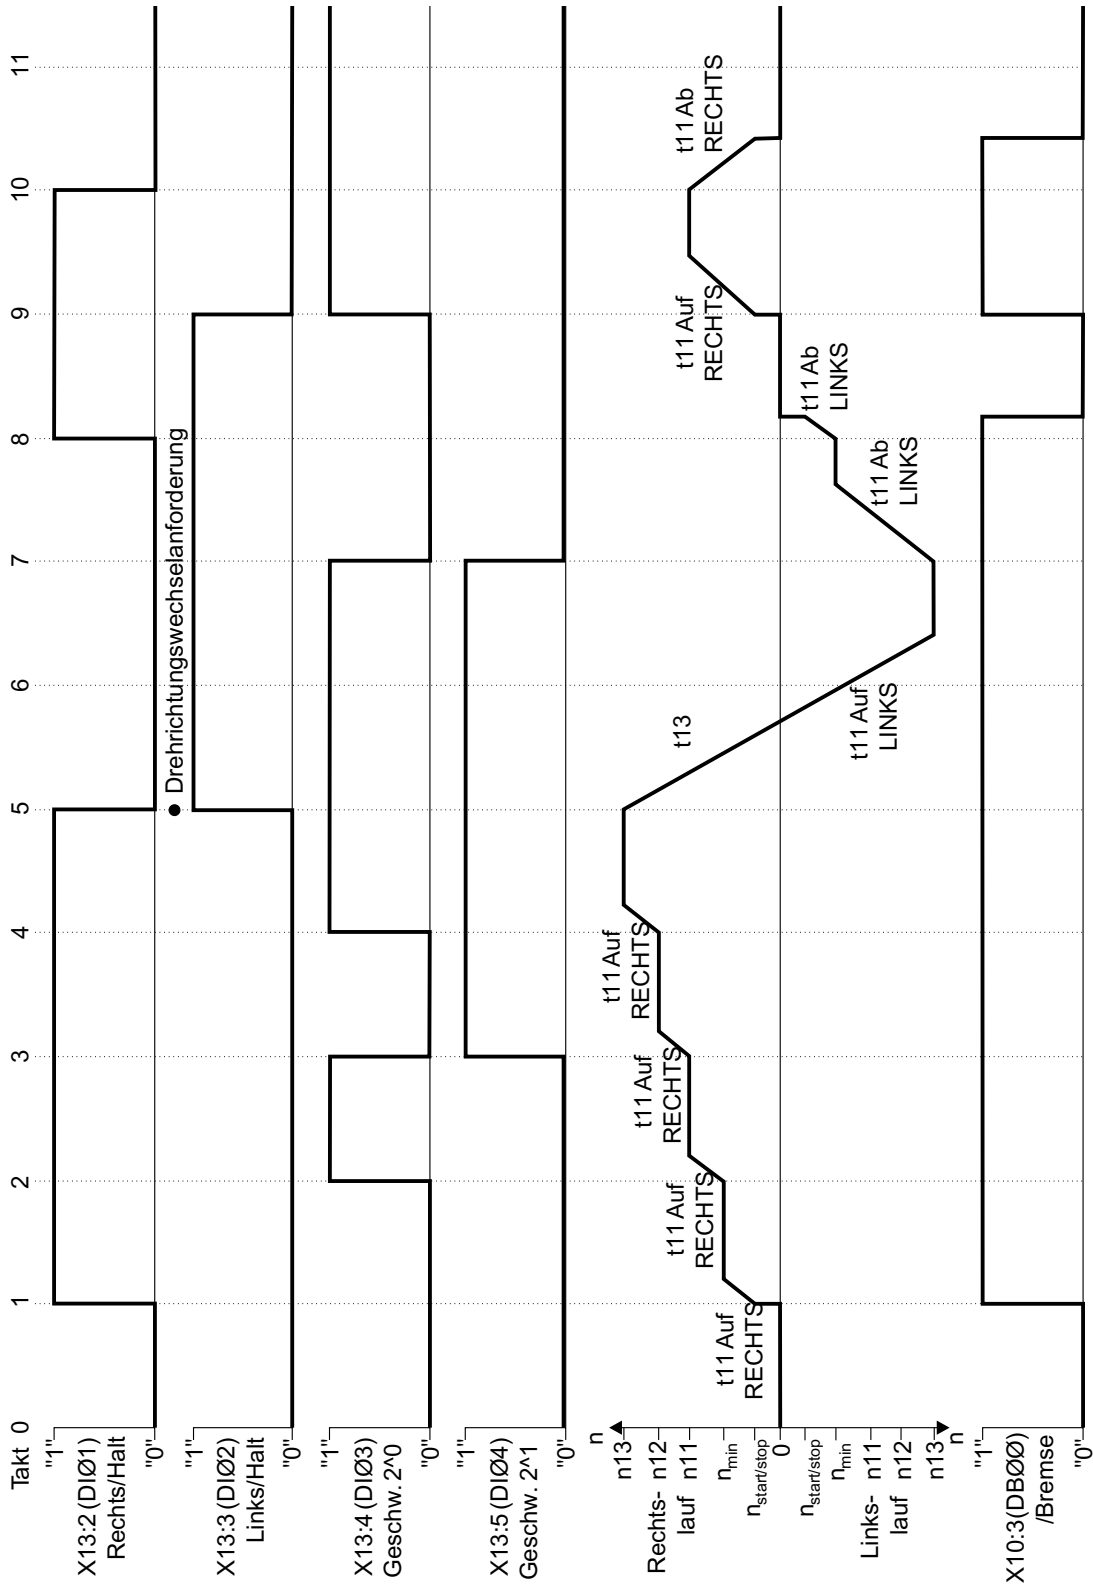 Takt 0 1 2 3 4 5 6 7 8 9 10 11
"1"
X13:2 (DIØ1)
Rechts/Halt
"0"
Drehrichtungswechselanforderung
"1"
X13:3 (DIØ2)
Links/Halt
"0"
"1"
X13:4 (DIØ3)
Geschw. 2^0
"0"
"1"
X13:5 (DIØ4)
Geschw. 2^1
"0"
n
n13
n12
n11
Rechts-
lauf
nmin
nstart/stop
0
nstart/stop
nmin
n11
Links-
lauf
n12
n13
n
t11 Auf
RECHTS
t11 Auf
RECHTS
t11 Auf
RECHTS
t11 Auf
RECHTS
t13
t11 Auf
LINKS
t11 Ab
LINKS
t11 Ab
LINKS
t11 Auf
RECHTS
t11 Ab
RECHTS
"1"
X10:3(DBØØ)
/Bremse
"0"